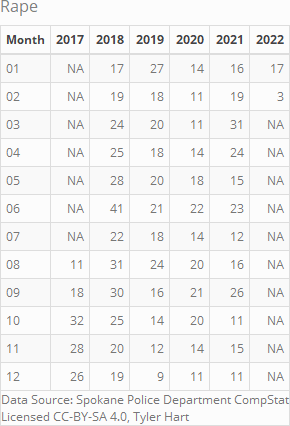 Rape
Month 2017 2018 2019 2020 2021 2022
01 NA 17 27 14 16 17
02 NA 19 18 11 19 3
03 NA 24 20 11 31 NA
04 NA 25 18 14 24 NA
05 NA 28 20 18 15 NA
06 NA 41 21 22 23 NA
07 NA 22 18 14 12 NA
08 11 31 24 20 16 NA
09 18 30 16 21 26 NA
10 32 25 14 20 11 NA
11 28 20 12 14 15 NA
12 26 19 9 11 11 NA
Data Source: Spokane Police Department CompStat
Licensed CC-BY-SA 4.0, Tyler Hart